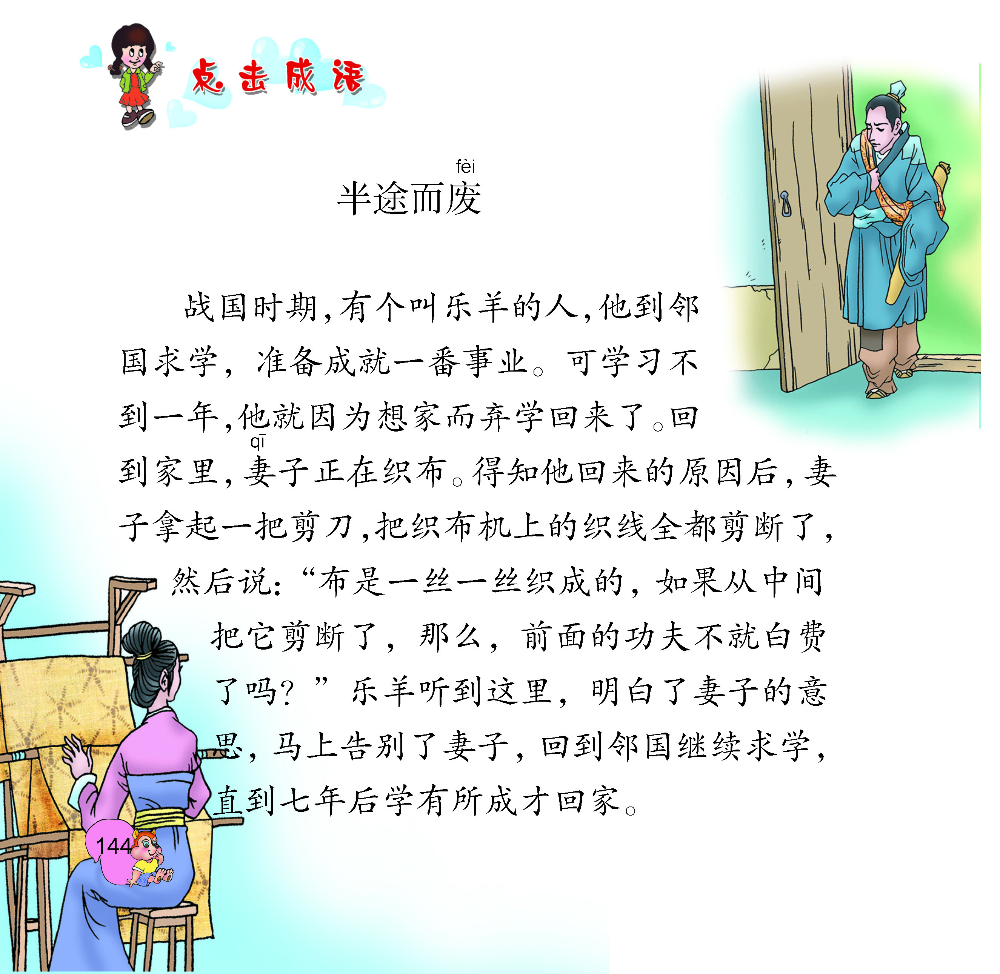 点击成语
fèi
半途而废
战国时期，有个叫乐羊的人，他到邻
国求学，准备成就一番事业。可学习不
到一年，他就因为想家而弃学回来了。回
qī
到家里，妻子正在织布。得知他回来的原因后，妻
子拿起一把剪刀，把织布机上的织线全都剪断了，
然后说：“布是一丝一丝织成的，如果从中间
把它剪断了，那么，前面的功夫不就白费
了吗？”乐羊听到这里，明白了妻子的意
思，马上告别了妻子，回到邻国继续求学，
直到七年后学有所成才回家。
144